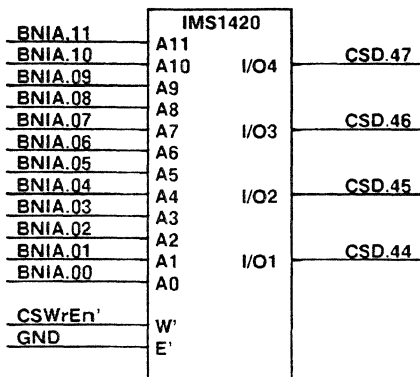 IMS1420
BNIA.11 A11
BNIA.10 A10 I/O4 CSD.47
BNIA.09 A9
BNIA.08 A8
BNIA.07 A7 I/O3 CSD.46
BNIA.06 A6
BNIA.05 A5
BNIA.04 A4 I/O2 CSD.45
BNIA.03 A3
BNIA.02 A2
BNIA.01 A1 I/O1 CSD.44
BNIA.00 A0
CSWrEn' W'
GND E'